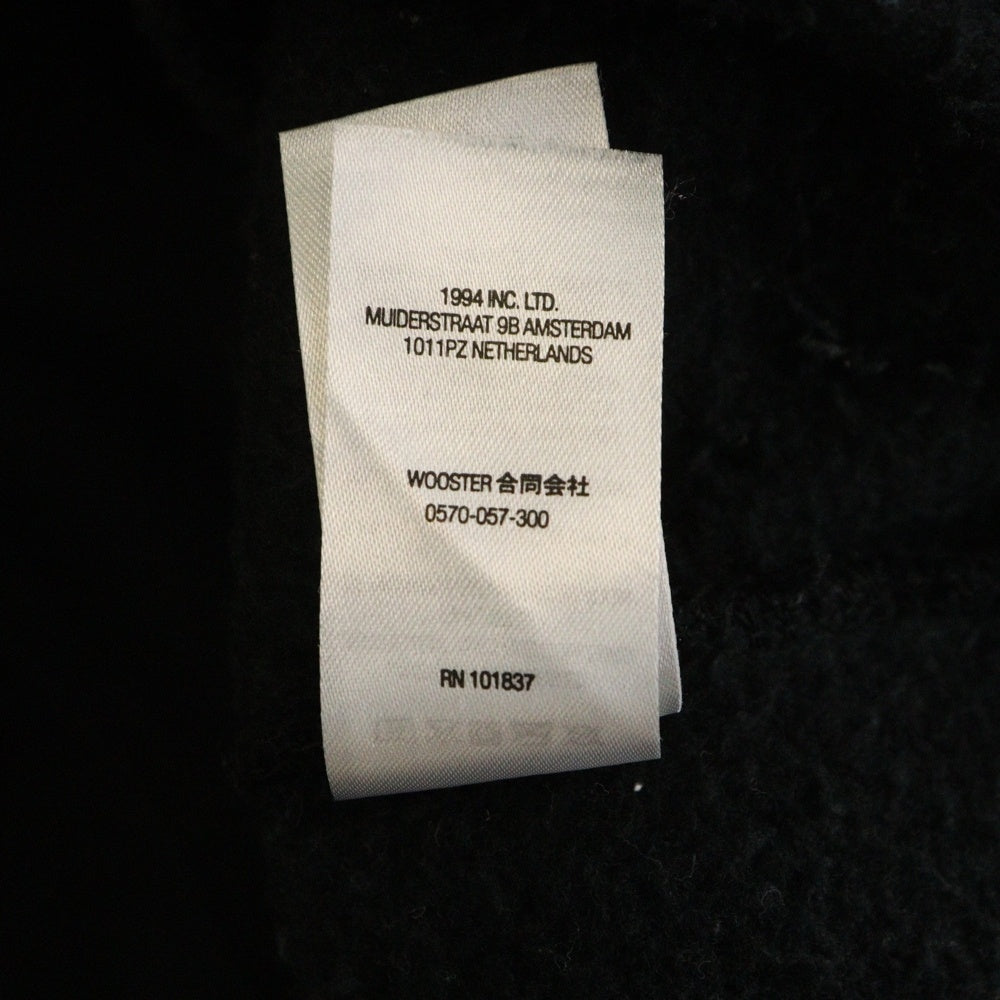 1994 INC. LTD.
MUIDERSTRAAT 9B AMSTERDAM
1011PZ NETHERLANDS
WOOSTER 合同会社
0570-057-300
RN 101837